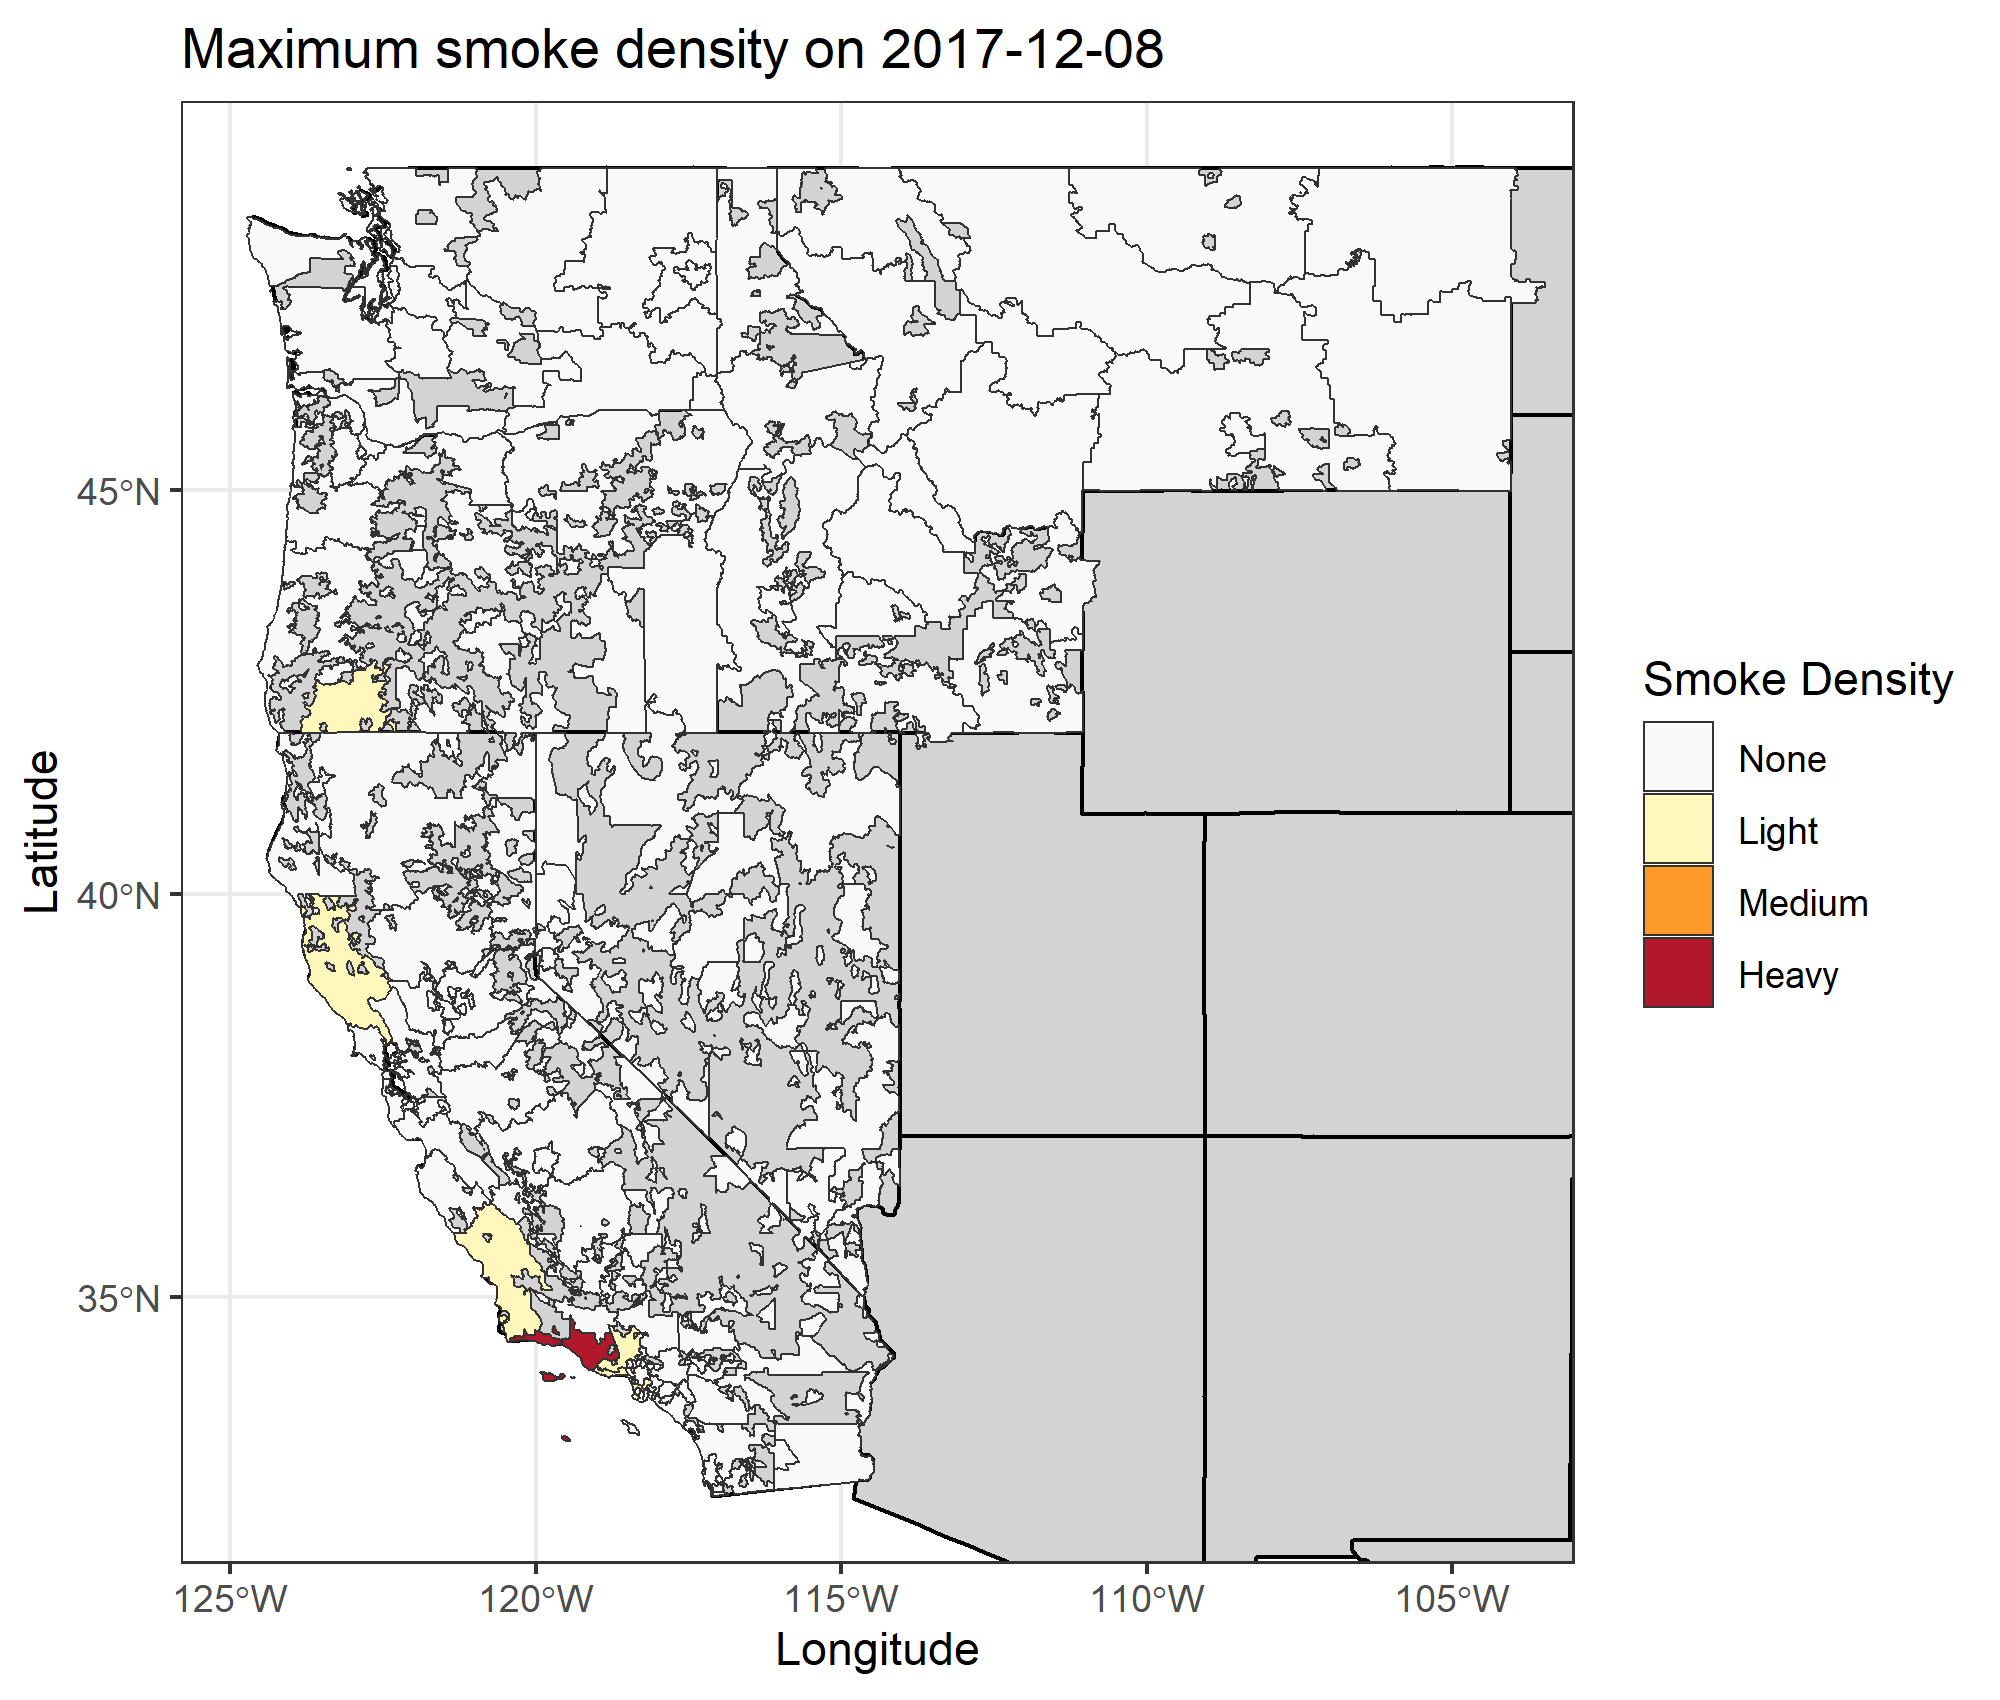 Maximum smoke density on 2017-12-08
45°N
40°N
35°N
Latitude
125°W
120°W
115°W
110°W
105°W
Longitude
Smoke Density
None
Light
Medium
Heavy